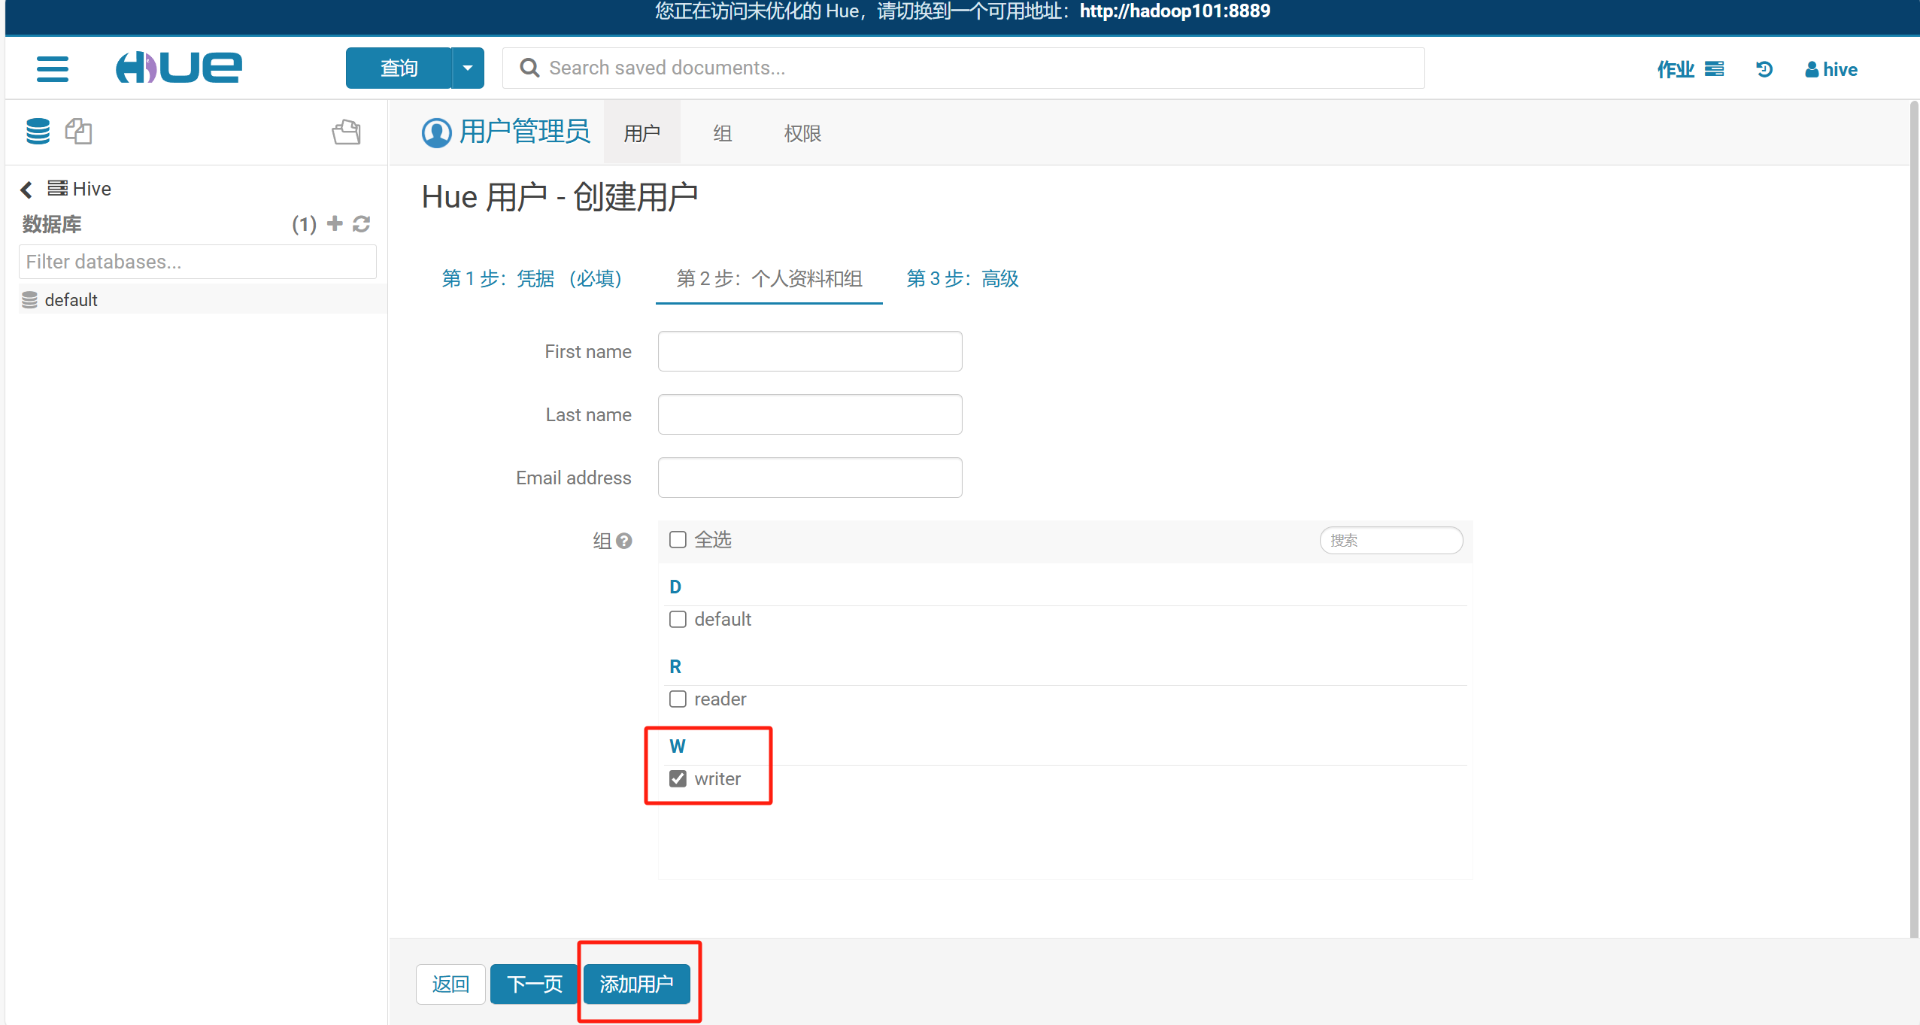 您正在访问未优化的 Hue，请切换到一个可用地址：http://hadoop101:8889
HUE
查询
Search saved documents...
作业
hive
用户管理员
用户
组
权限
Hive
数据库
(1)
Filter databases...
default
Hue 用户 - 创建用户
第 1 步：凭据 （必填）
第 2 步：个人资料和组
第 3 步：高级
First name
Last name
Email address
组
全选
搜索
D
default
R
reader
W
writer
返回
下一页
添加用户